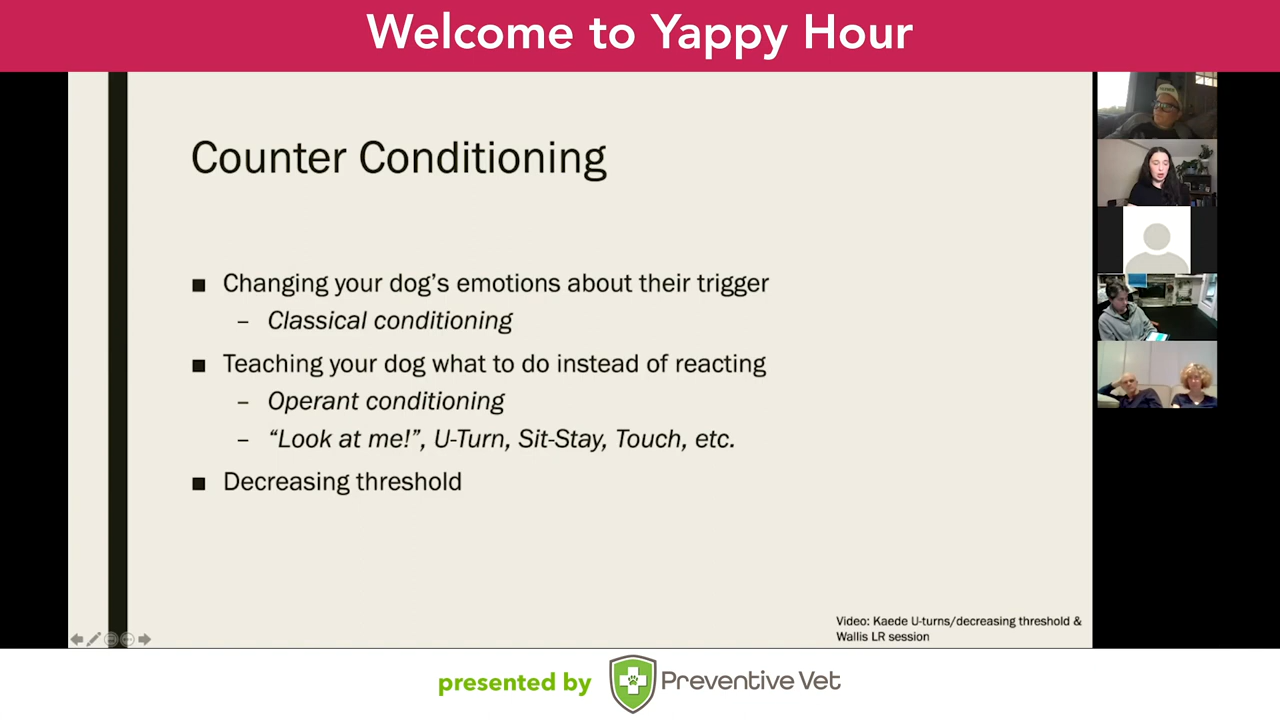 Welcome to Yappy Hour
Counter Conditioning
■ Changing your dog’s emotions about their trigger
– Classical conditioning
■ Teaching your dog what to do instead of reacting
– Operant conditioning
– “Look at me!”, U-Turn, Sit-Stay, Touch, etc.
■ Decreasing threshold
Video: Kaede U-turns/decreasing threshold &
Wallis LR session
presented by Preventive Vet